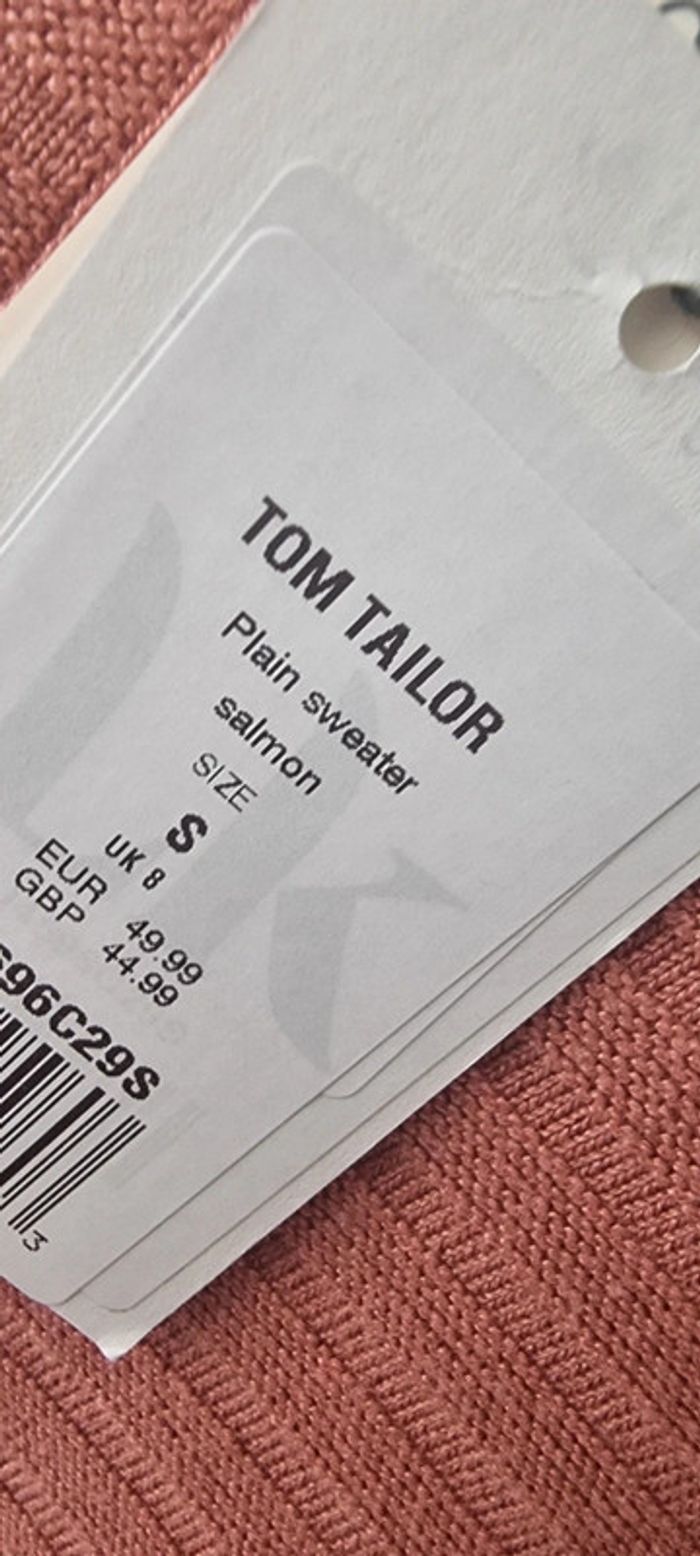 TOM TAILOR
Plain sweater
salmon
SIZE
S
UK 8
EUR 49.99
GBP 44.99
96C29S
3